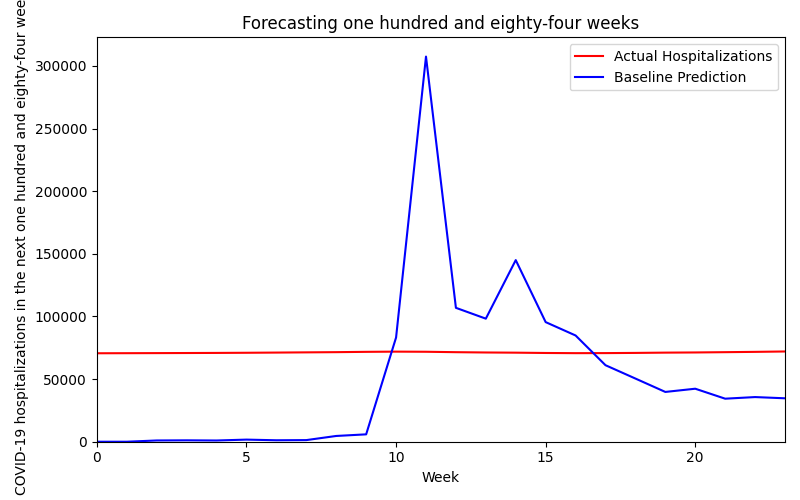 Forecasting one hundred and eighty-four weeks
COVID-19 hospitalizations in the next one hundred and eighty-four wee
300000
250000
200000
150000
100000
50000
0
Actual Hospitalizations
Baseline Prediction
0 5 10 15 20
Week